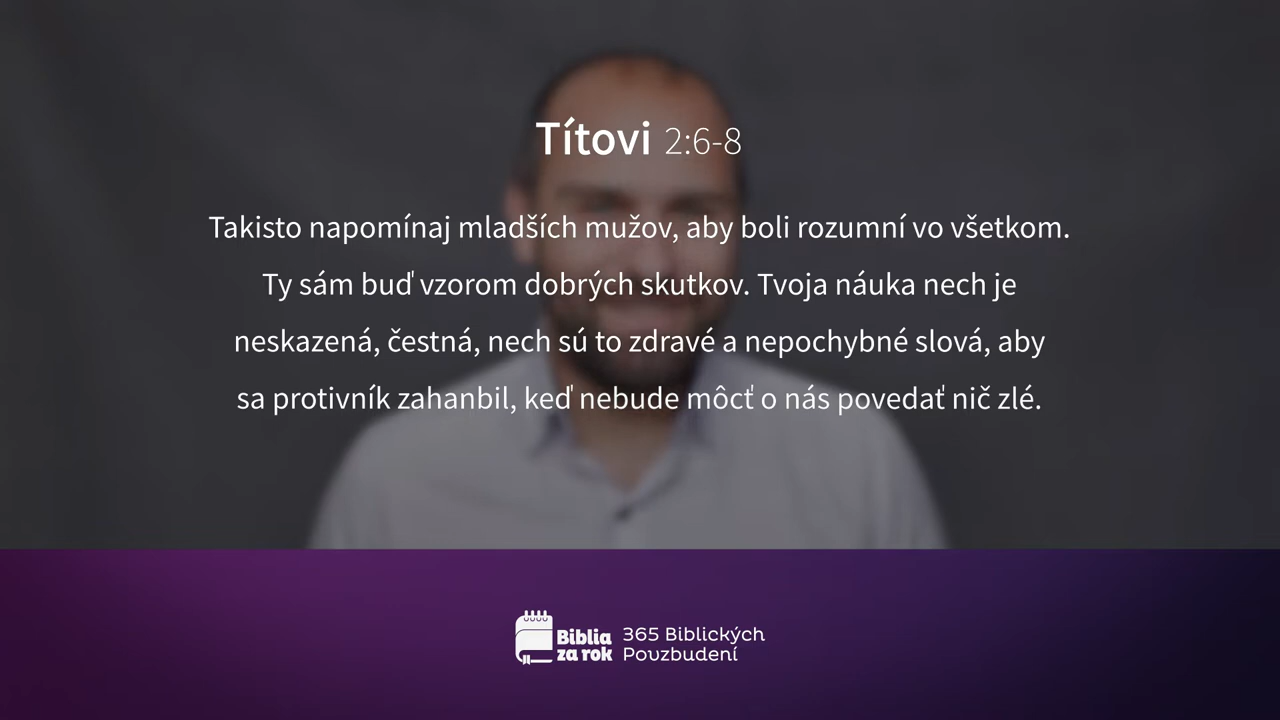 Títovi 2:6-8
Takisto napomínaj mladších mužov, aby boli rozumní vo všetkom.
Ty sám buď vzorom dobrých skutkov. Tvoja náuka nech je
neskazená, čestná, nech sú to zdravé a nepochybné slová, aby
sa protivník zahanbil, keď nebude môcť o nás povedať nič zlé.
Biblia
za rok
365 Biblických
Povzbudení